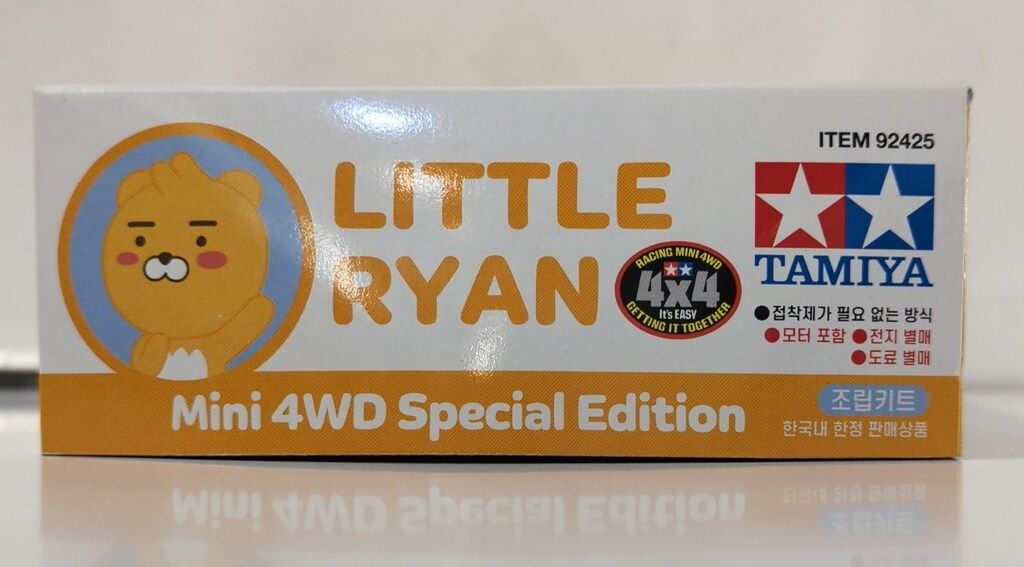 ITEM 92425
LITTLE
RYAN
RACING MINI 4WD
4x4
It's EASY
GETTING IT TOGETHER
TAMIYA
●접착제가 필요 없는 방식
●모터 포함 ●전지 별매
●도료 별매
Mini 4WD Special Edition
조립키트
한국내 한정 판매상품